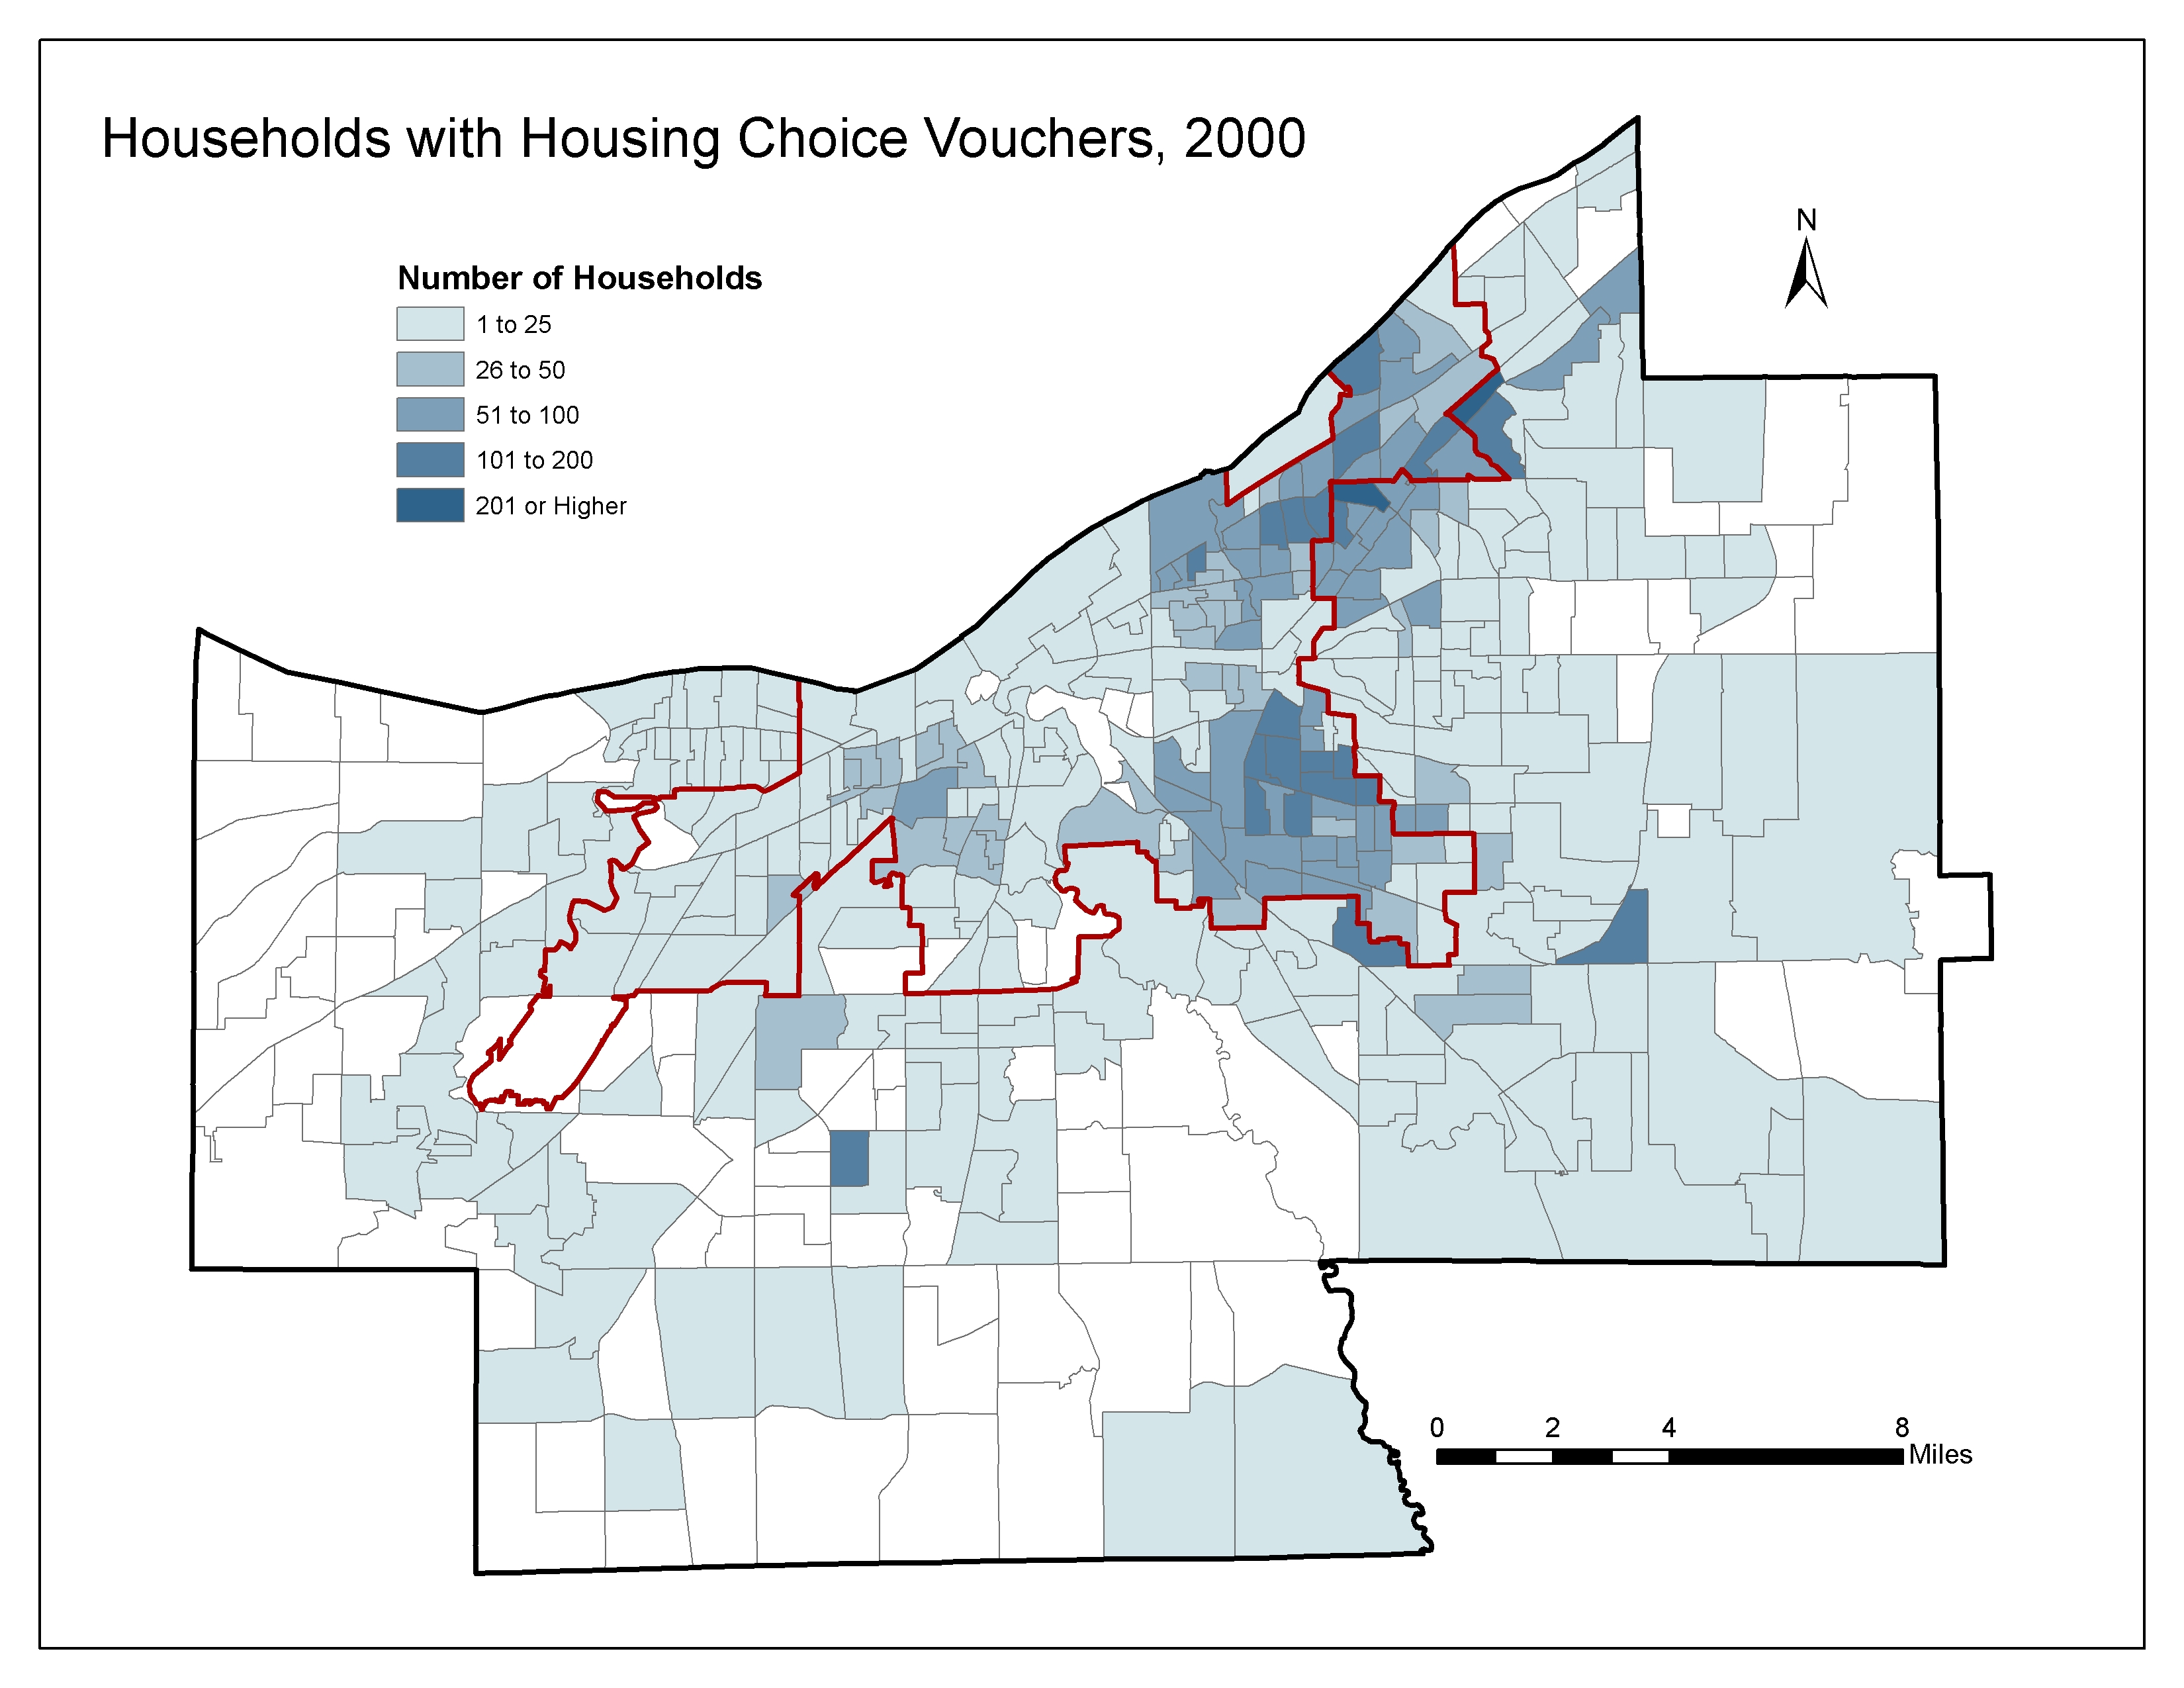 Households with Housing Choice Vouchers, 2000
N
Number of Households
1 to 25
26 to 50
51 to 100
101 to 200
201 or Higher
0 2 4 8
Miles